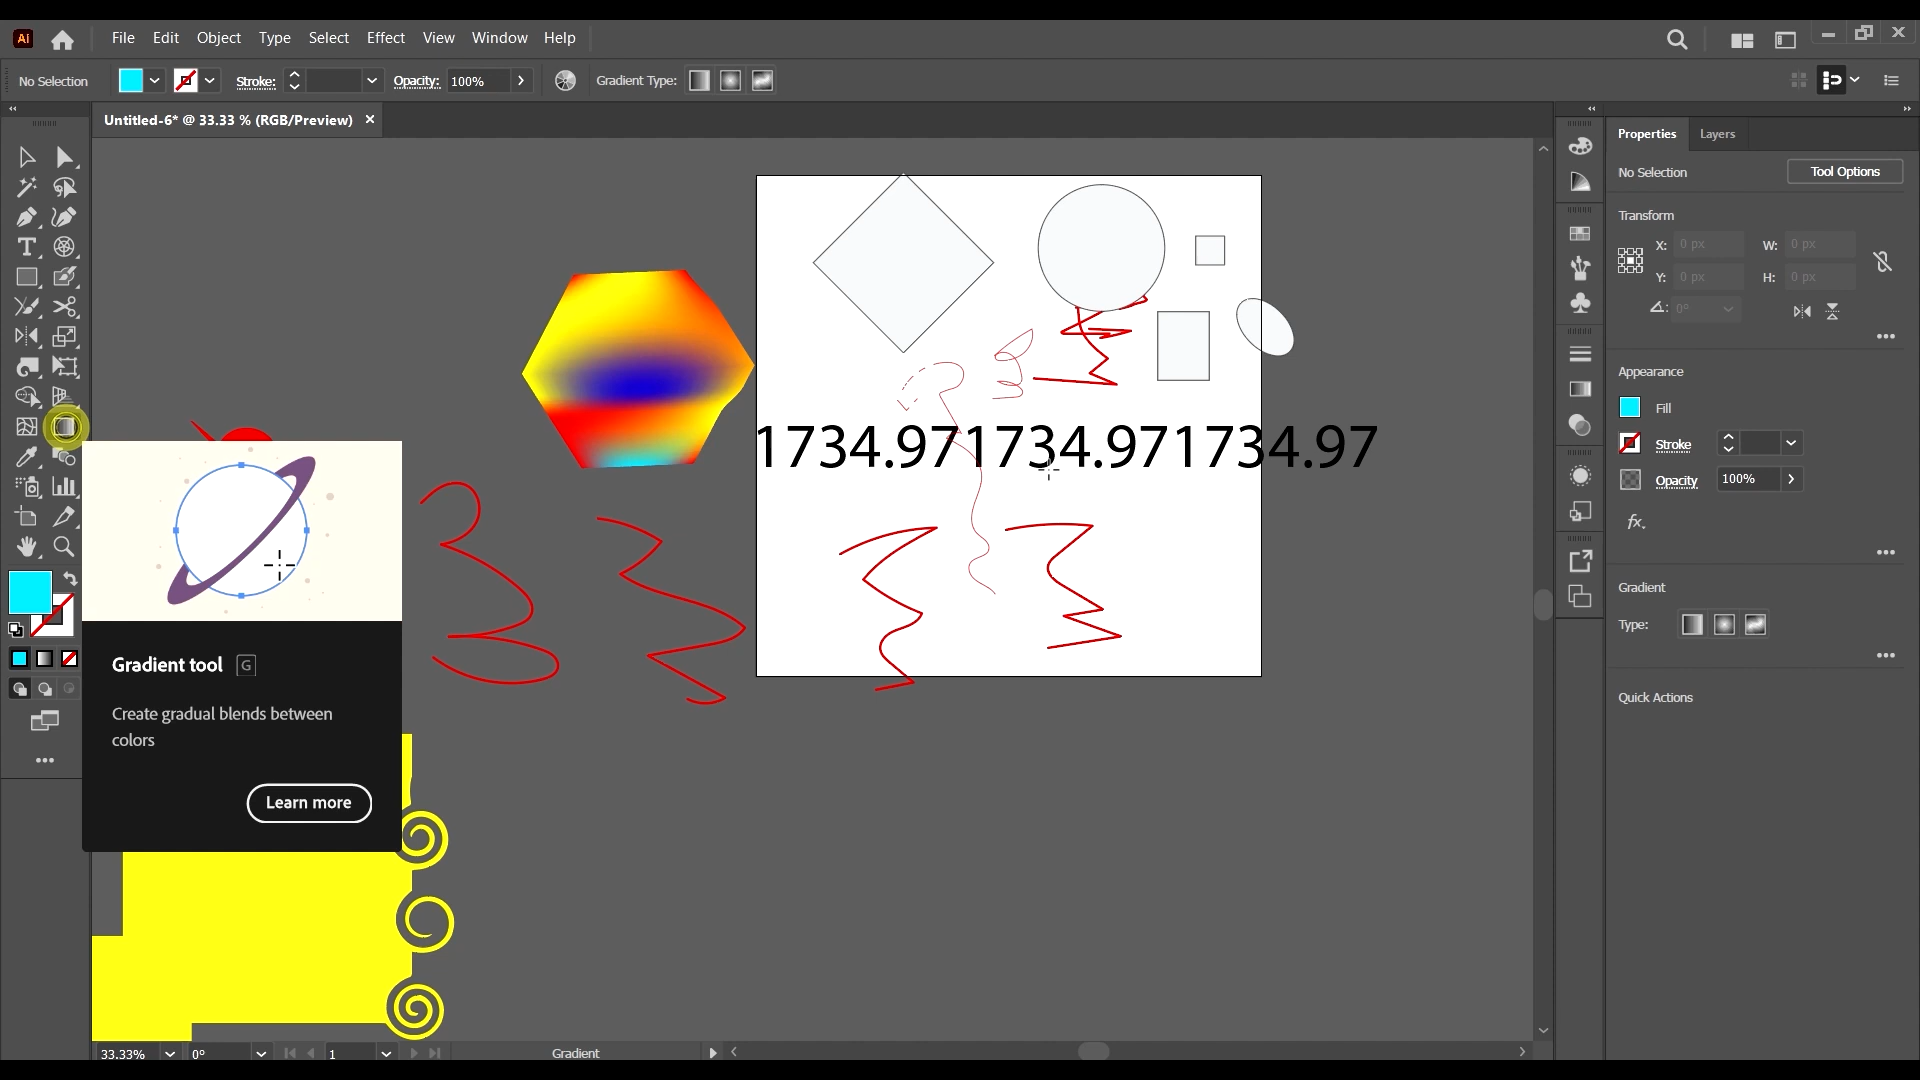 Ai File Edit Object Type Select Effect View Window Help
No Selection Stroke: Opacity: 100% Gradient Type:
Untitled-6* @ 33.33 % (RGB/Preview) ×
Properties Layers
No Selection Tool Options
Transform
X: 0 px W: 0 px
Y: 0 px H: 0 px
0°
Appearance
Fill
Stroke
Opacity 100%
fx.
Gradient
Type:
Quick Actions
1734.971734.971734.97
Gradient tool G
Create gradual blends between
colors
Learn more
33.33% 0° 1 Gradient